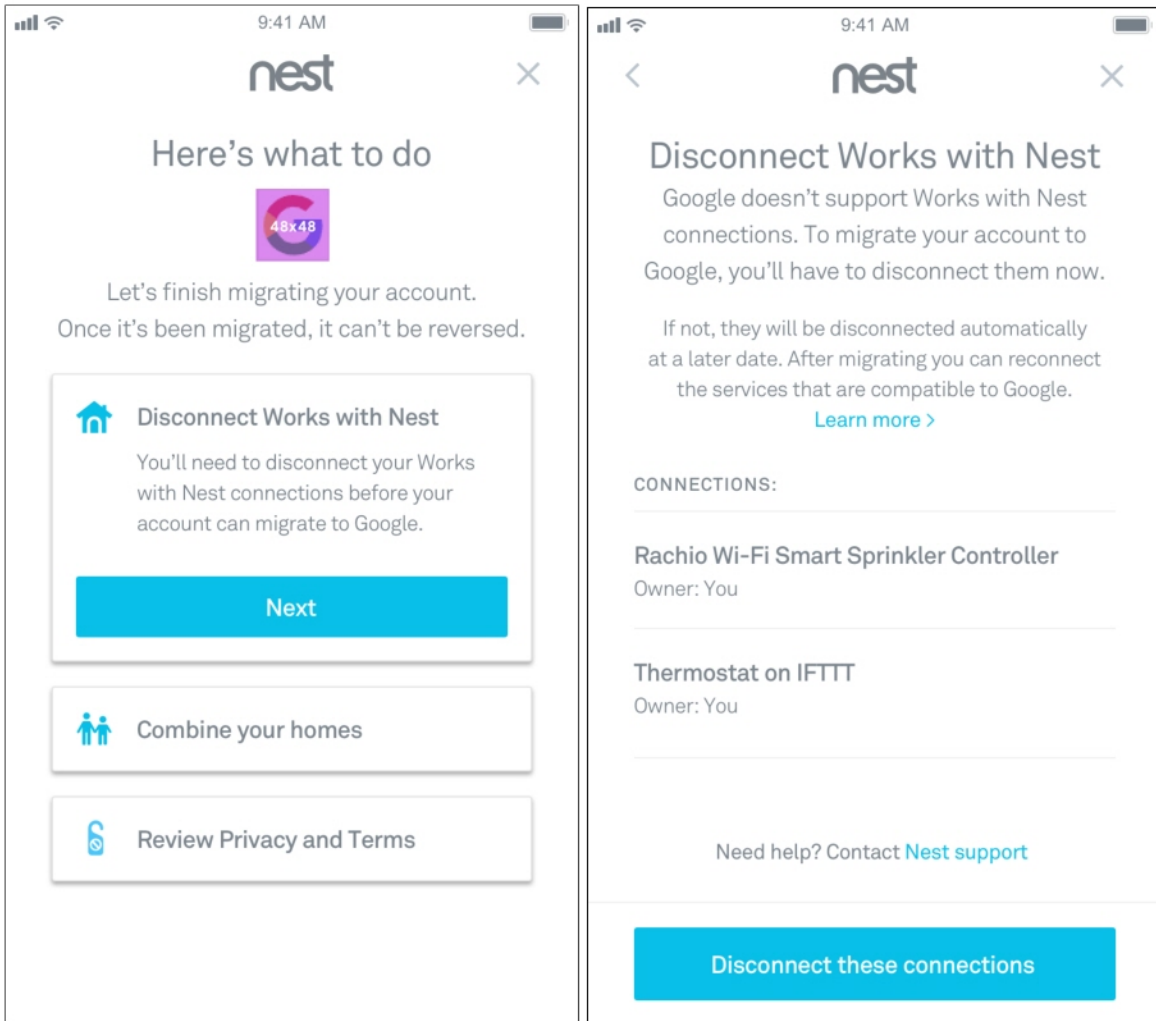 9:41 AM
nest
Here's what to do
48x48
Let's finish migrating your account.
Once it's been migrated, it can't be reversed.
Disconnect Works with Nest
You'll need to disconnect your Works
with Nest connections before your
account can migrate to Google.
Next
Combine your homes
Review Privacy and Terms
9:41 AM
nest
Disconnect Works with Nest
Google doesn't support Works with Nest
connections. To migrate your account to
Google, you'll have to disconnect them now.
If not, they will be disconnected automatically
at a later date. After migrating you can reconnect
the services that are compatible to Google.
Learn more >
CONNECTIONS:
Rachio Wi-Fi Smart Sprinkler Controller
Owner: You
Thermostat on IFTTT
Owner: You
Need help? Contact Nest support
Disconnect these connections